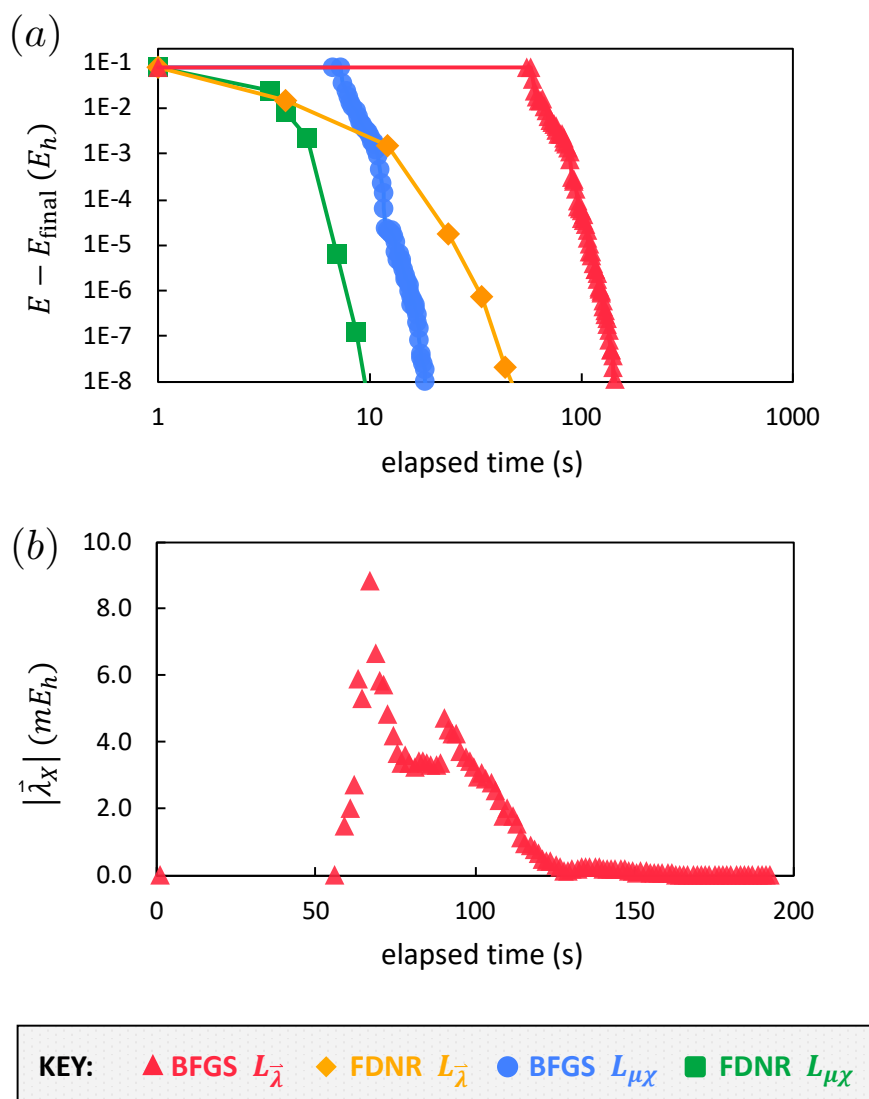 (a)
1E-1
1E-2
1E-3
1E-4
1E-5
1E-6
1E-7
1E-8
E − E_final (E_h)
1 10 100 1000
elapsed time (s)
(b)
10.0
8.0
6.0
4.0
2.0
0.0
|λ⃗_X| (mE_h)
0 50 100 150 200
elapsed time (s)
KEY: BFGS L_λ⃗ FDNR L_λ⃗ BFGS L_μχ FDNR L_μχ